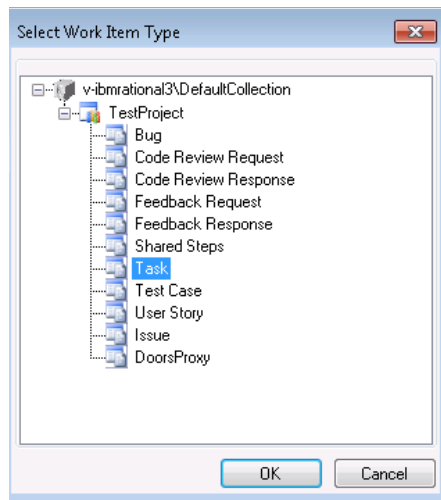 Select Work Item Type
v-ibmrational3\DefaultCollection
TestProject
Bug
Code Review Request
Code Review Response
Feedback Request
Feedback Response
Shared Steps
Task
Test Case
User Story
Issue
DoorsProxy
OK Cancel